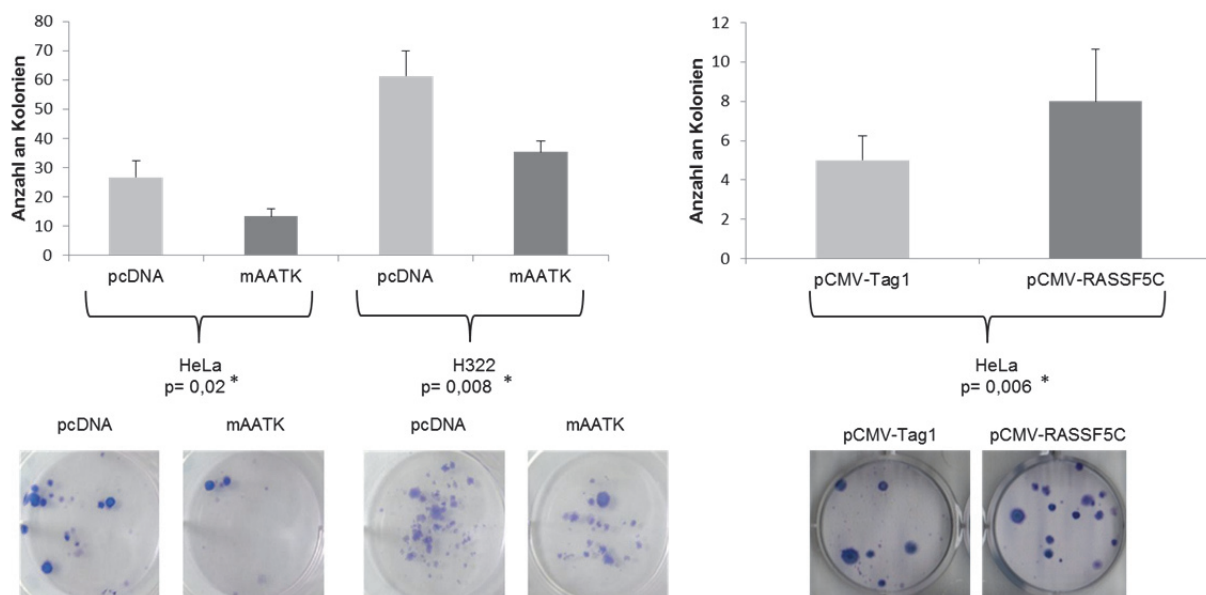 80
70
60
50
40
30
20
10
0
Anzahl an Kolonien
pcDNA mAATK pcDNA mAATK
HeLa
p= 0,02 *
H322
p= 0,008 *
pcDNA mAATK pcDNA mAATK
12
10
8
6
4
2
0
Anzahl an Kolonien
pCMV-Tag1 pCMV-RASSF5C
HeLa
p= 0,006 *
pCMV-Tag1 pCMV-RASSF5C